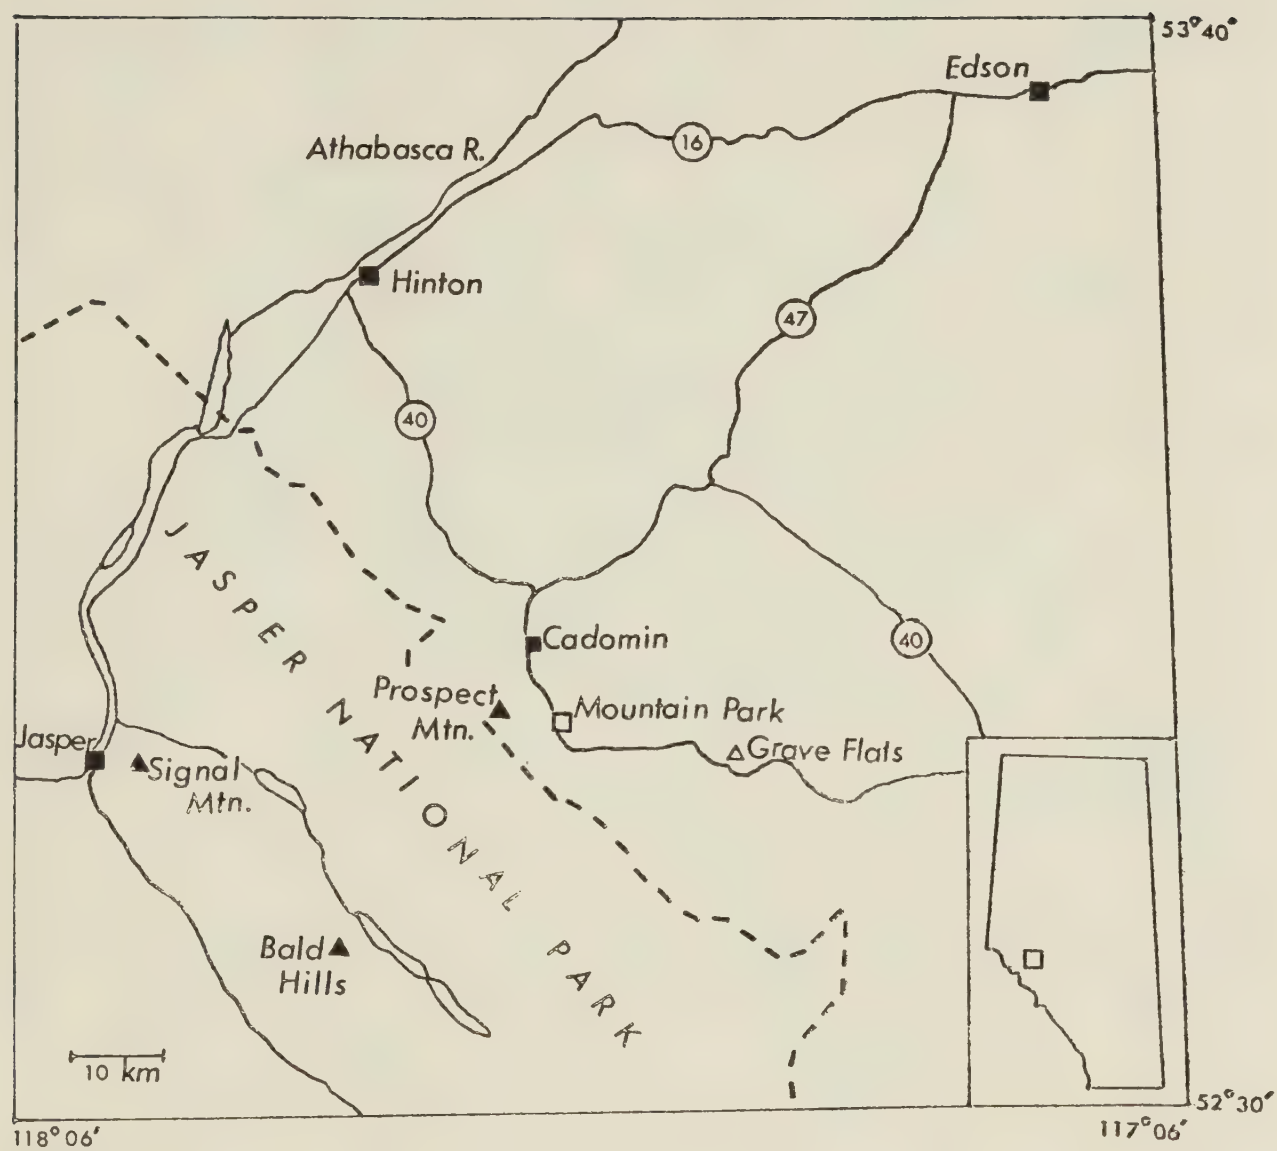 53°40'
Edson
Athabasca R.
16
Hinton
47
40
JASPER NATIONAL PARK
Cadomin
40
Prospect
Mtn.
Mountain Park
Jasper
Grave Flats
Signal
Mtn.
Bald
Hills
10 km
52°30'
118°06'
117°06'